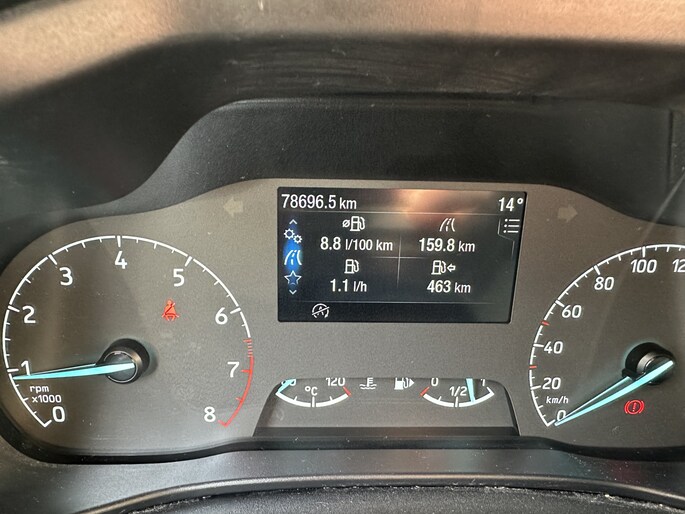 78696.5 km 14°
8.8 l/100 km 159.8 km
1.1 l/h 463 km
0 1 2 3 4 5 6 7 8
rpm
x1000
°C 120
0 1/2 1
0 20 40 60 80 100
km/h